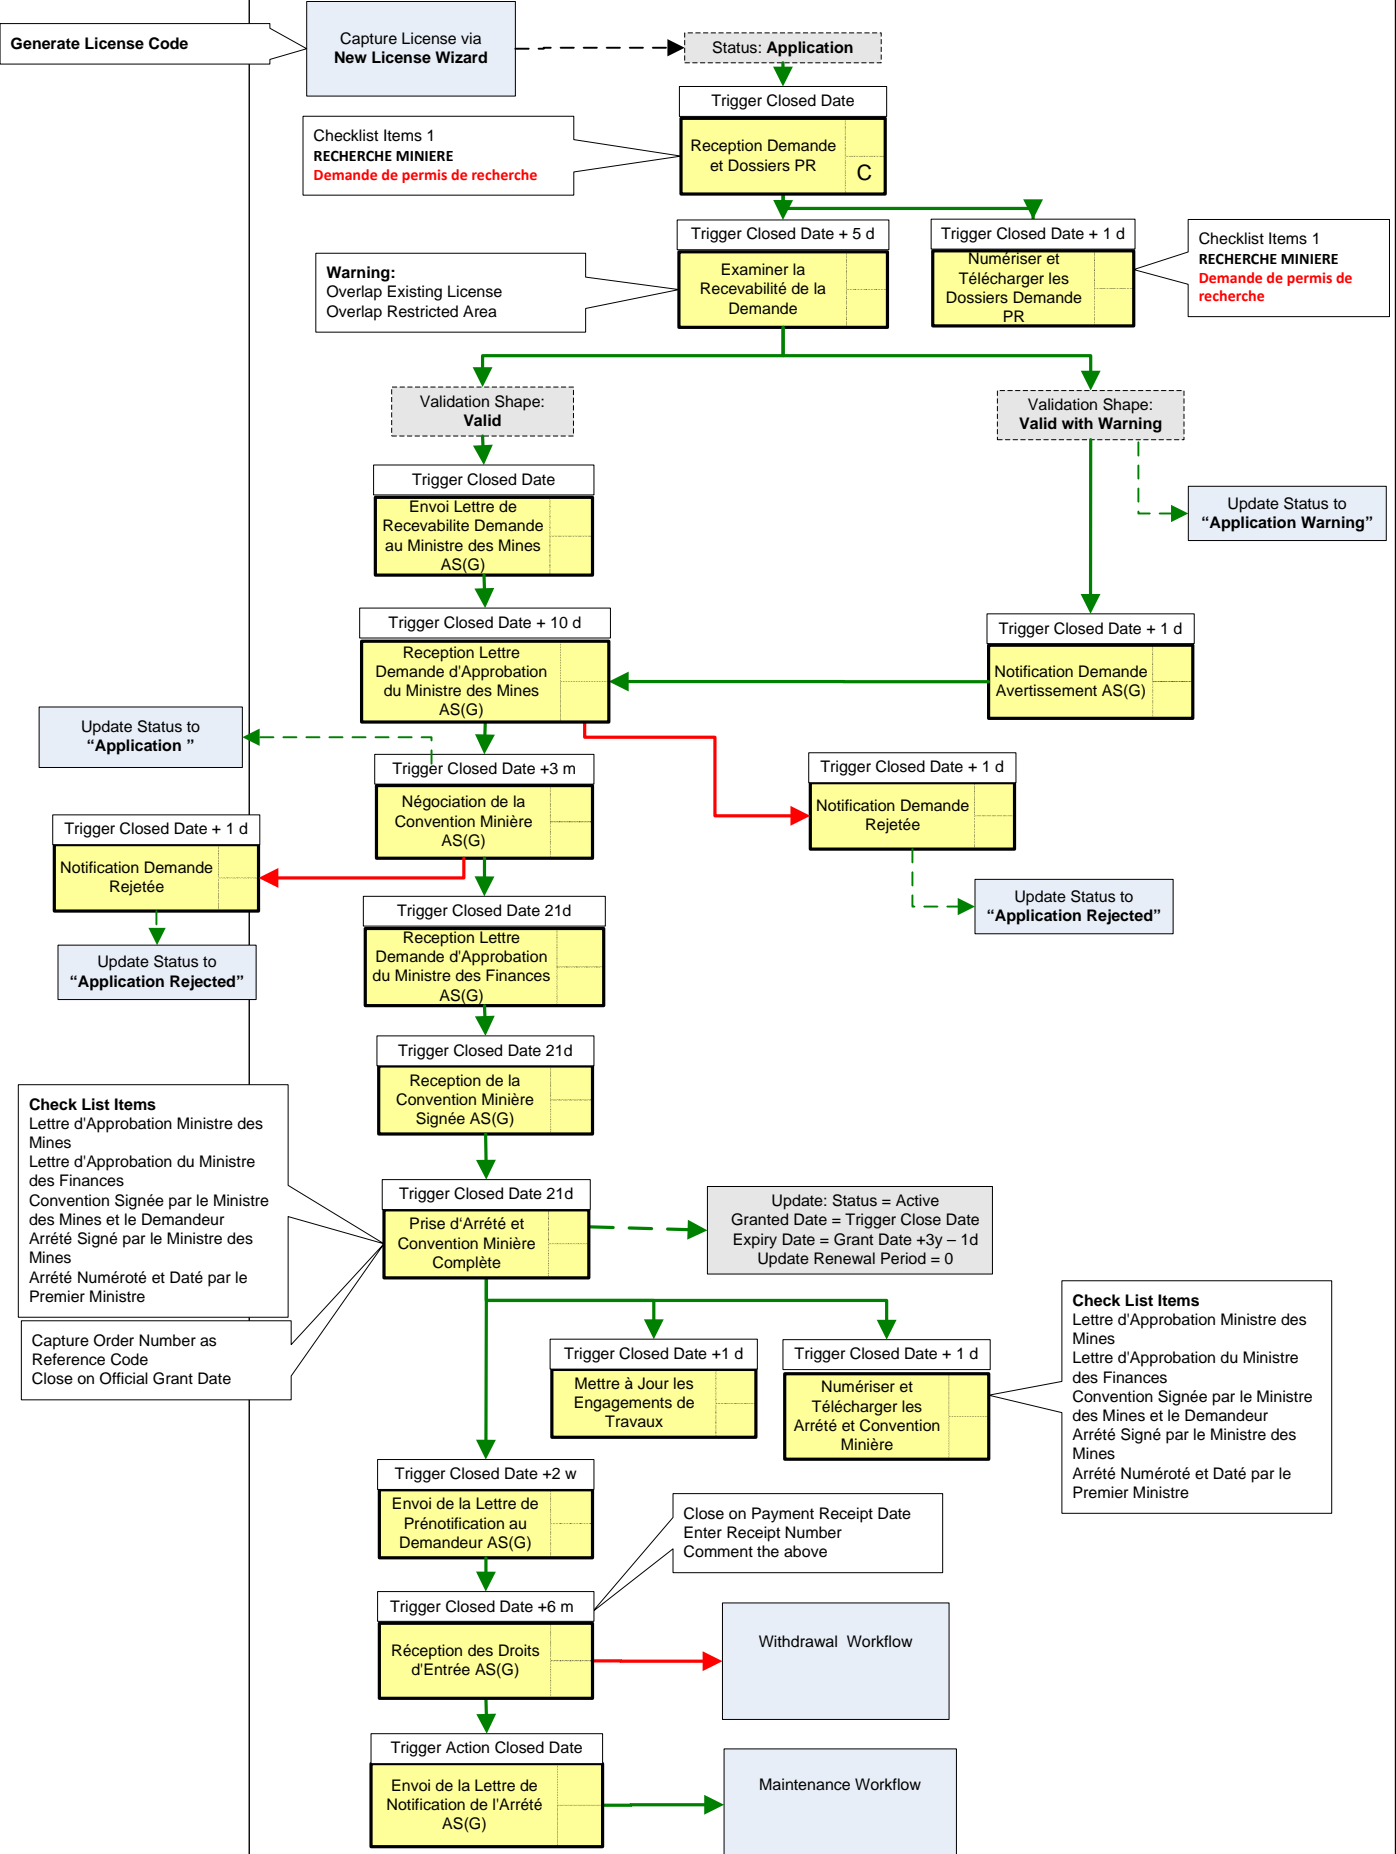 Generate License Code
Capture License via
New License Wizard
Status: Application
Trigger Closed Date
Checklist Items 1
RECHERCHE MINIERE
Demande de permis de recherche
Reception Demande
et Dossiers PR
C
Trigger Closed Date + 5 d
Trigger Closed Date + 1 d
Warning:
Overlap Existing License
Overlap Restricted Area
Examiner la
Recevabilité de la
Demande
Numériser et
Télécharger les
Dossiers Demande
PR
Checklist Items 1
RECHERCHE MINIERE
Demande de permis de
recherche
Validation Shape:
Valid
Validation Shape:
Valid with Warning
Trigger Closed Date
Envoi Lettre de
Recevabilite Demande
au Ministre des Mines
AS(G)
Update Status to
“Application Warning”
Trigger Closed Date + 10 d
Reception Lettre
Demande d'Approbation
du Ministre des Mines
AS(G)
Trigger Closed Date + 1 d
Notification Demande
Avertissement AS(G)
Update Status to
“Application ”
Trigger Closed Date +3 m
Négociation de la
Convention Minière
AS(G)
Trigger Closed Date + 1 d
Notification Demande
Rejetée
Trigger Closed Date + 1 d
Notification Demande
Rejetée
Update Status to
“Application Rejected”
Trigger Closed Date 21d
Reception Lettre
Demande d'Approbation
du Ministre des Finances
AS(G)
Update Status to
“Application Rejected”
Trigger Closed Date 21d
Reception de la
Convention Minière
Signée AS(G)
Check List Items
Lettre d'Approbation Ministre des
Mines
Lettre d'Approbation du Ministre
des Finances
Convention Signée par le Ministre
des Mines et le Demandeur
Arrété Signé par le Ministre des
Mines
Arrété Numéroté et Daté par le
Premier Ministre
Capture Order Number as
Reference Code
Close on Official Grant Date
Trigger Closed Date 21d
Prise d'Arrété et
Convention Minière
Complète
Update: Status = Active
Granted Date = Trigger Close Date
Expiry Date = Grant Date +3y – 1d
Update Renewal Period = 0
Trigger Closed Date +1 d
Mettre à Jour les
Engagements de
Travaux
Trigger Closed Date + 1 d
Numériser et
Télécharger les
Arrété et Convention
Minière
Check List Items
Lettre d'Approbation Ministre des
Mines
Lettre d'Approbation du Ministre
des Finances
Convention Signée par le Ministre
des Mines et le Demandeur
Arrété Signé par le Ministre des
Mines
Arrété Numéroté et Daté par le
Premier Ministre
Trigger Closed Date +2 w
Envoi de la Lettre de
Prénotification au
Demandeur AS(G)
Close on Payment Receipt Date
Enter Receipt Number
Comment the above
Trigger Closed Date +6 m
Réception des Droits
d'Entrée AS(G)
Withdrawal Workflow
Trigger Action Closed Date
Envoi de la Lettre de
Notification de l'Arrété
AS(G)
Maintenance Workflow